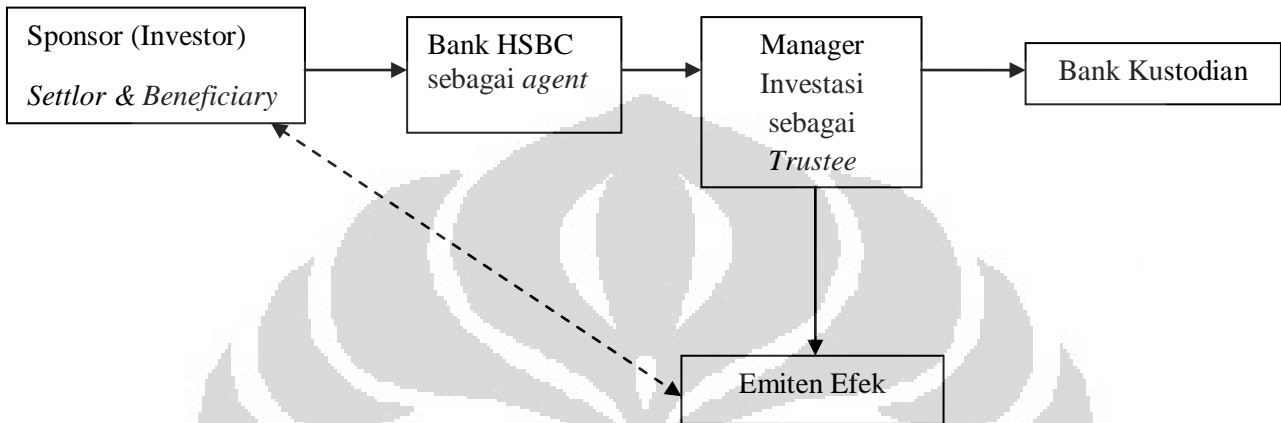 Sponsor (Investor)
Settlor & Beneficiary
Bank HSBC
sebagai agent
Manager
Investasi
sebagai
Trustee
Bank Kustodian
Emiten Efek